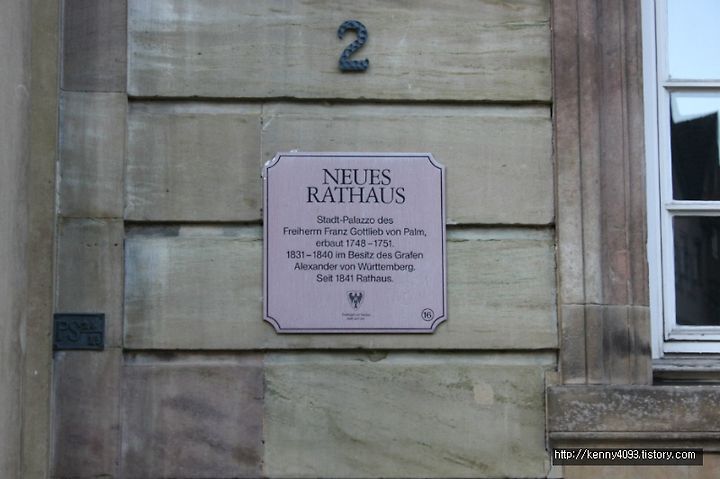 2
NEUES
RATHAUS
Stadt-Palazzo des
Freiherrn Franz Gottlieb von Palm,
erbaut 1748–1751.
1831–1840 im Besitz des Grafen
Alexander von Württemberg.
Seit 1841 Rathaus.
16
http://kenny4093.tistory.com